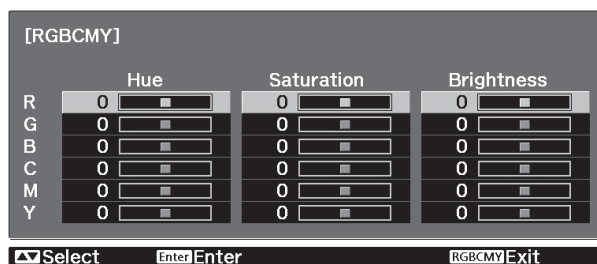 [RGBCMY]
Hue Saturation Brightness
R 0 0 0
G 0 0 0
B 0 0 0
C 0 0 0
M 0 0 0
Y 0 0 0
Select Enter Enter RGBCMY Exit